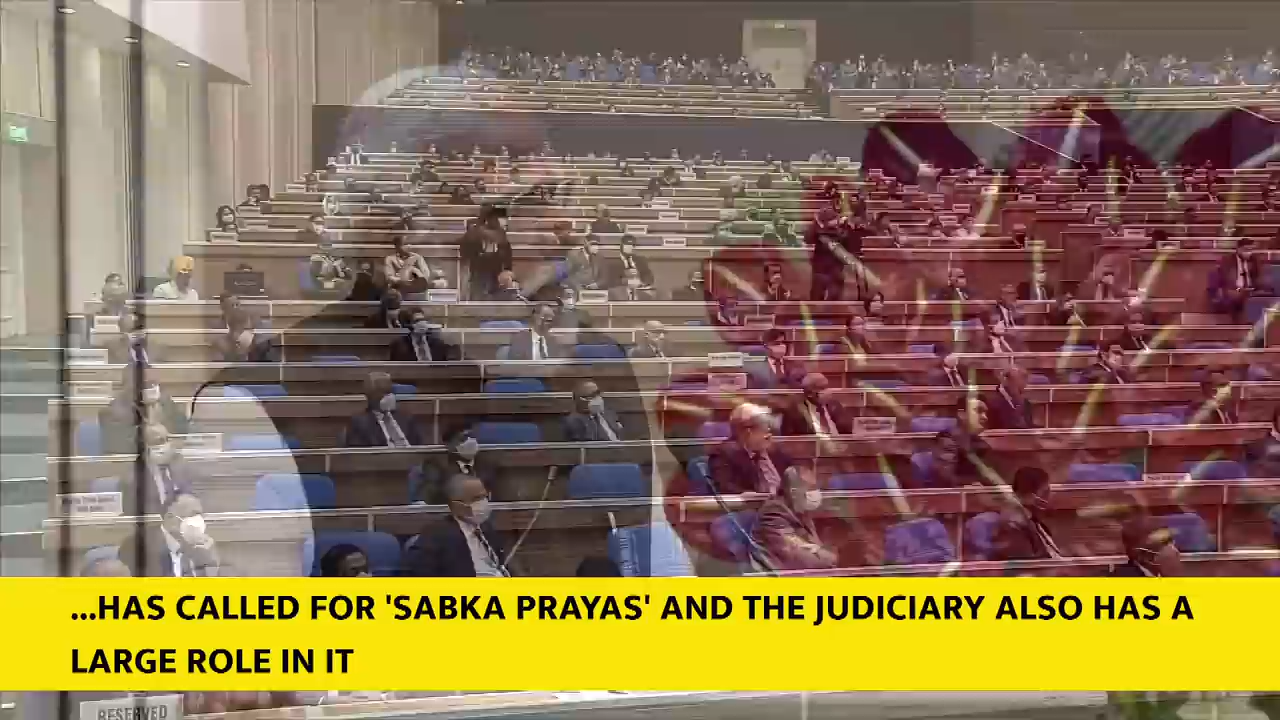 ...HAS CALLED FOR 'SABKA PRAYAS' AND THE JUDICIARY ALSO HAS A
LARGE ROLE IN IT
RESERVED